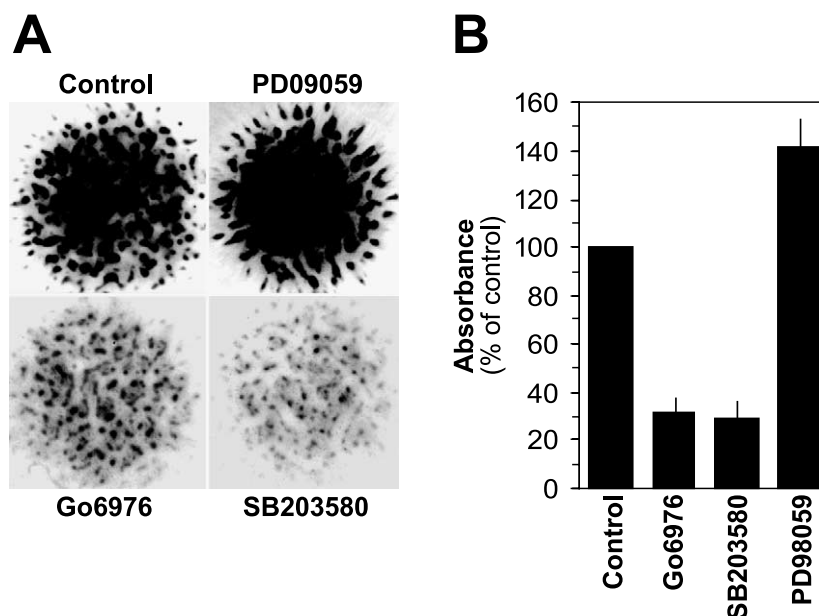 A
Control PD09059
Go6976 SB203580
B
Absorbance
(% of control)
160
140
120
100
80
60
40
20
0
Control
Go6976
SB203580
PD98059